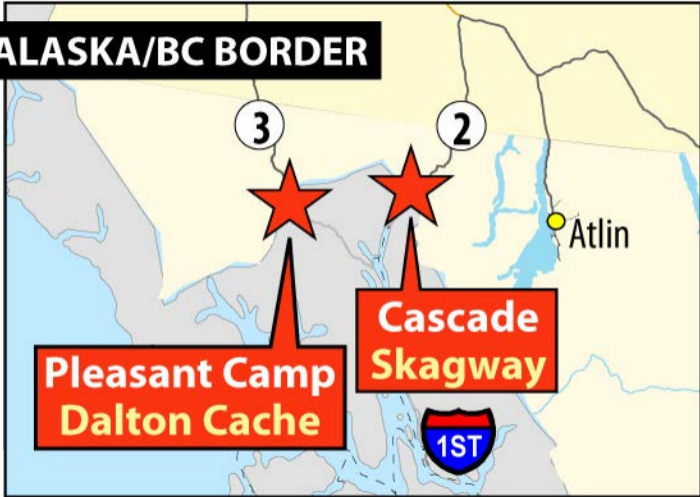 ALASKA/BC BORDER
3
2
Atlin
Cascade
Skagway
Pleasant Camp
Dalton Cache
1ST